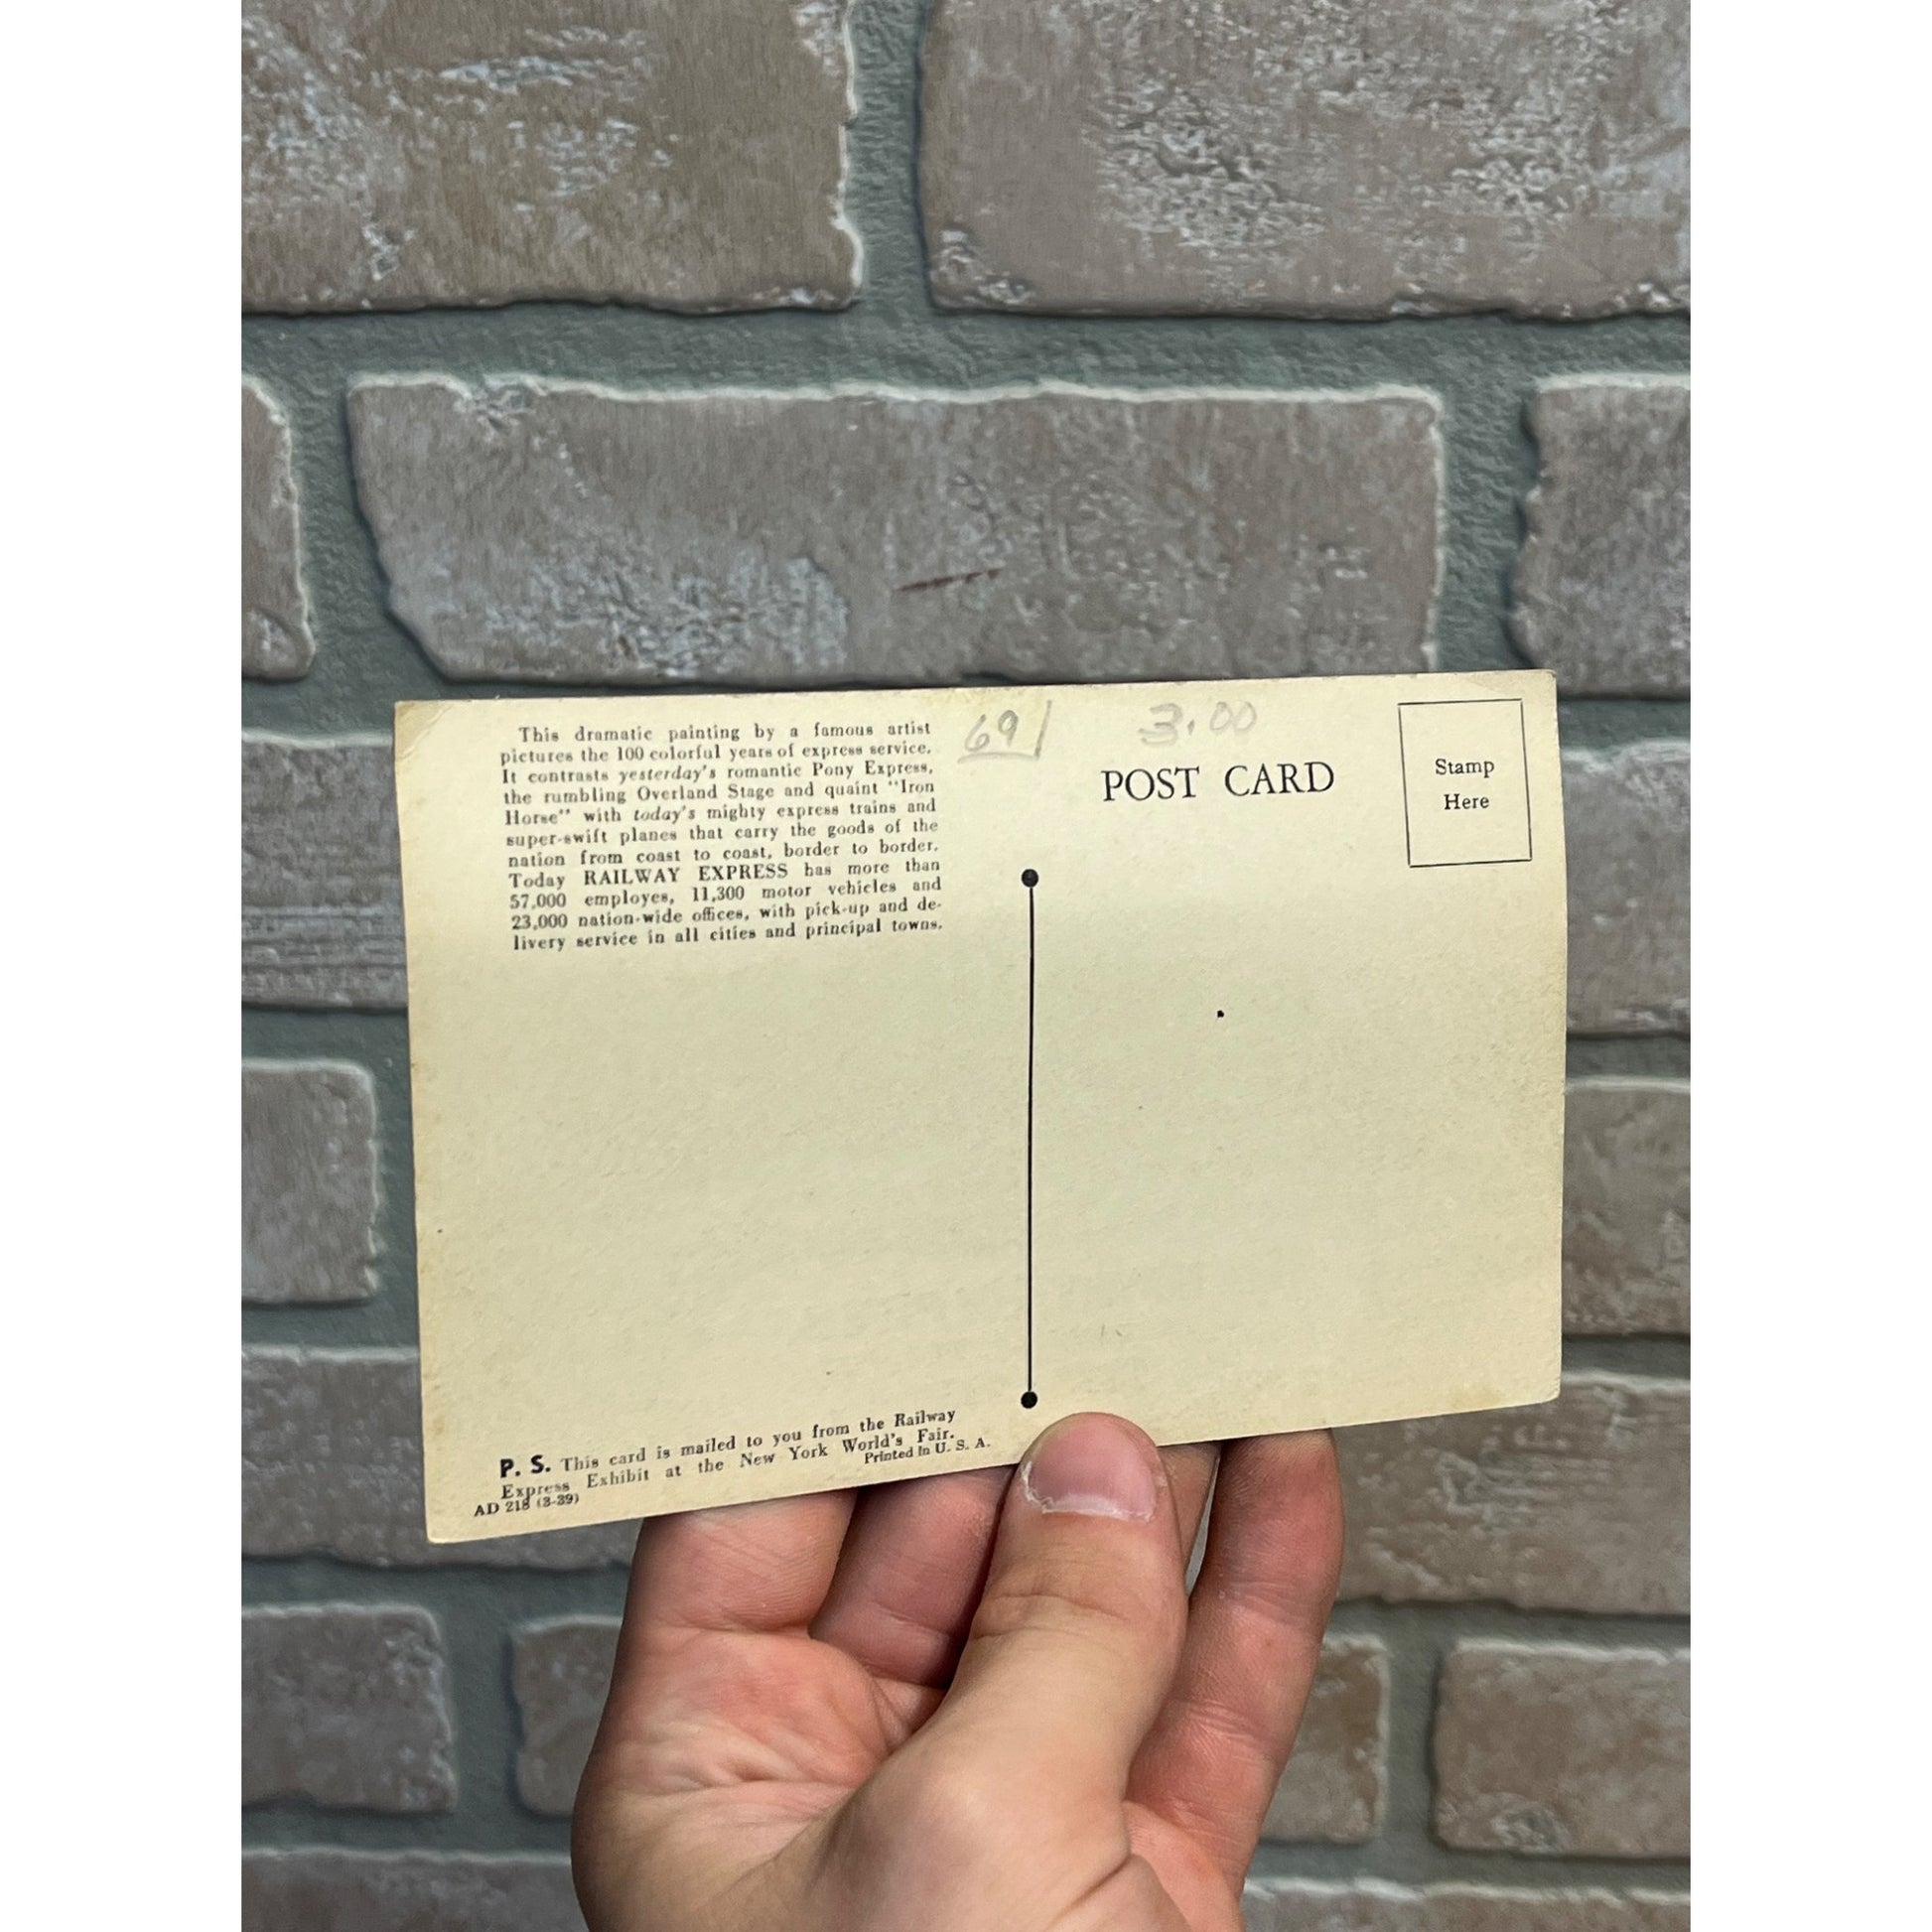 This dramatic painting by a famous artist
pictures the 100 colorful years of express service.
It contrasts yesterday's romantic Pony Express,
the rumbling Overland Stage and quaint "Iron
Horse" with today's mighty express trains and
super-swift planes that carry the goods of the
nation from coast to coast, border to border.
Today RAILWAY EXPRESS has more than
57,000 employes, 11,300 motor vehicles and
23,000 nation-wide offices, with pick-up and de-
livery service in all cities and principal towns.
69
3.00
POST CARD
Stamp
Here
P. S. This card is mailed to you from the Railway
Express Exhibit at the New York World's Fair.
Printed in U. S. A.
AD 218 (3-39)